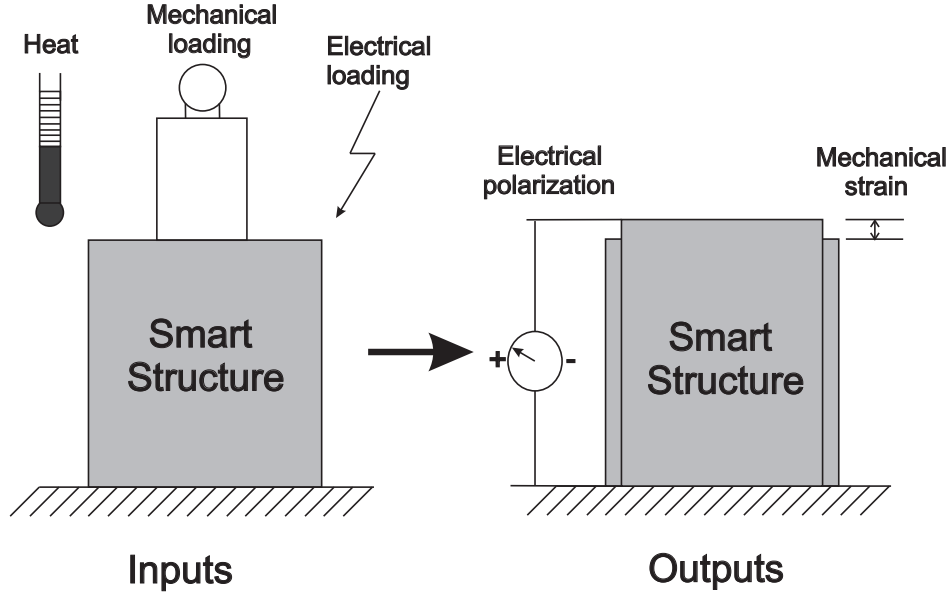 Heat
Mechanical
loading
Electrical
loading
Smart
Structure
Inputs
Electrical
polarization
Mechanical
strain
+
-
Smart
Structure
Outputs